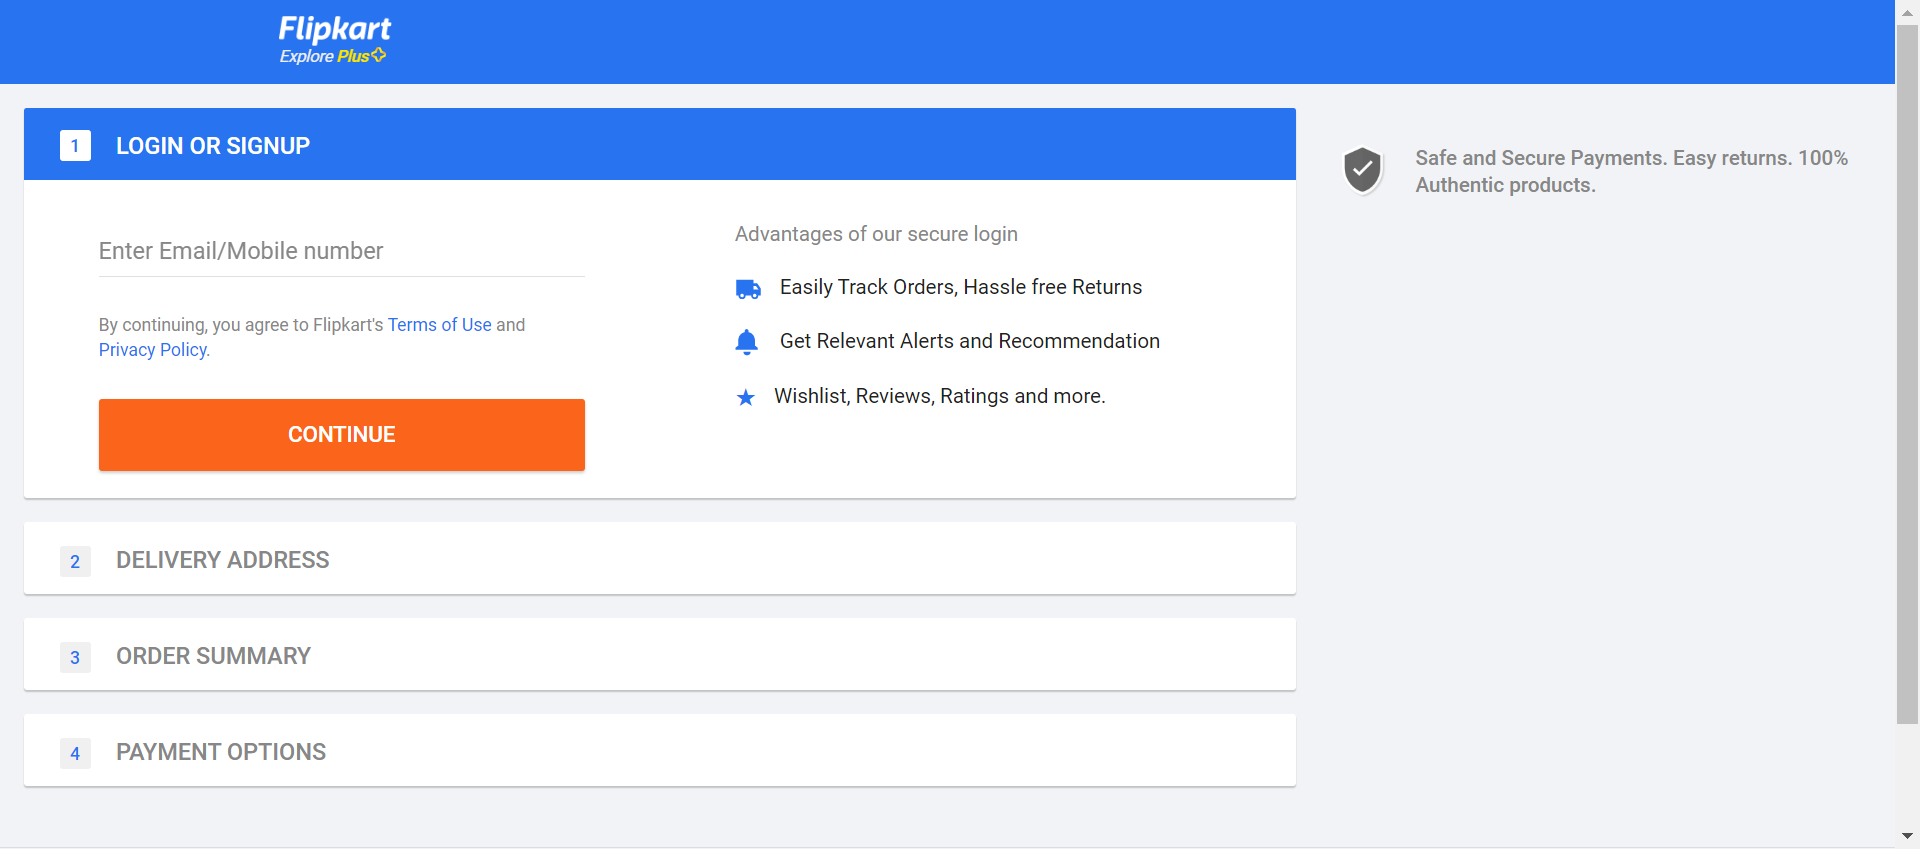 Flipkart
Explore Plus
1 LOGIN OR SIGNUP
Enter Email/Mobile number
By continuing, you agree to Flipkart's Terms of Use and
Privacy Policy.
CONTINUE
Advantages of our secure login
Easily Track Orders, Hassle free Returns
Get Relevant Alerts and Recommendation
Wishlist, Reviews, Ratings and more.
2 DELIVERY ADDRESS
3 ORDER SUMMARY
4 PAYMENT OPTIONS
Safe and Secure Payments. Easy returns. 100%
Authentic products.